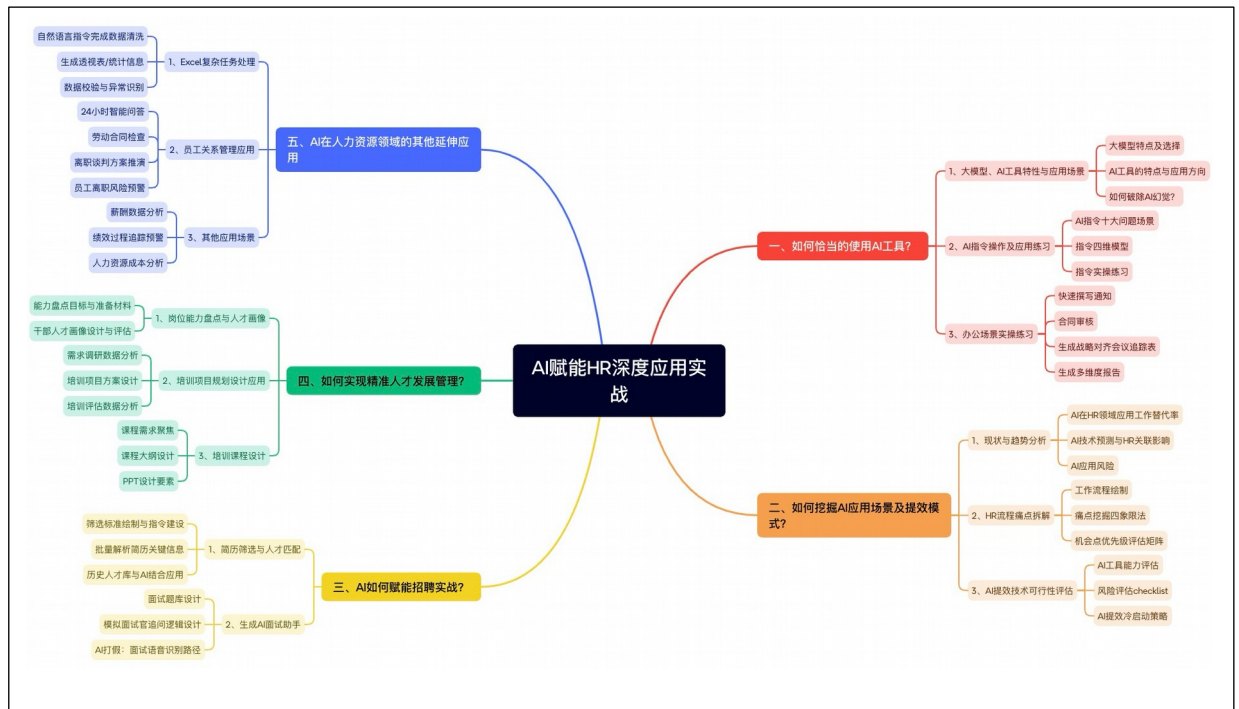 AI赋能HR深度应用实
战
一、如何恰当的使用AI工具?
1、大模型、AI工具特性与应用场景
大模型特点及选择
AI工具的特点与应用方向
如何破除AI幻觉?
2、AI指令操作及应用练习
AI指令十大问题场景
指令四维模型
指令实操练习
3、办公场景实操练习
快速撰写通知
合同审核
生成战略对齐会议追踪表
生成多维度报告
二、如何挖掘AI应用场景及提效模
式?
1、现状与趋势分析
AI在HR领域应用工作替代率
AI技术预测与HR关联影响
AI应用风险
2、HR流程痛点拆解
工作流程绘制
痛点挖掘四象限法
机会点优先级评估矩阵
3、AI提效技术可行性评估
AI工具能力评估
风险评估checklist
AI提效冷启动策略
三、AI如何赋能招聘实战?
1、简历筛选与人才匹配
筛选标准绘制与指令建设
批量解析简历关键信息
历史人才库与AI结合应用
2、生成AI面试助手
面试题库设计
模拟面试官追问逻辑设计
AI打假：面试语音识别路径
四、如何实现精准人才发展管理?
1、岗位能力盘点与人才画像
能力盘点目标与准备材料
干部人才画像设计与评估
2、培训项目规划设计应用
需求调研数据分析
培训项目方案设计
培训评估数据分析
3、培训课程设计
课程需求聚焦
课程大纲设计
PPT设计要素
五、AI在人力资源领域的其他延伸应
用
1、Excel复杂任务处理
自然语言指令完成数据清洗
生成透视表/统计信息
数据校验与异常识别
2、员工关系管理应用
24小时智能问答
劳动合同检查
离职谈判方案推演
员工离职风险预警
3、其他应用场景
薪酬数据分析
绩效过程追踪预警
人力资源成本分析